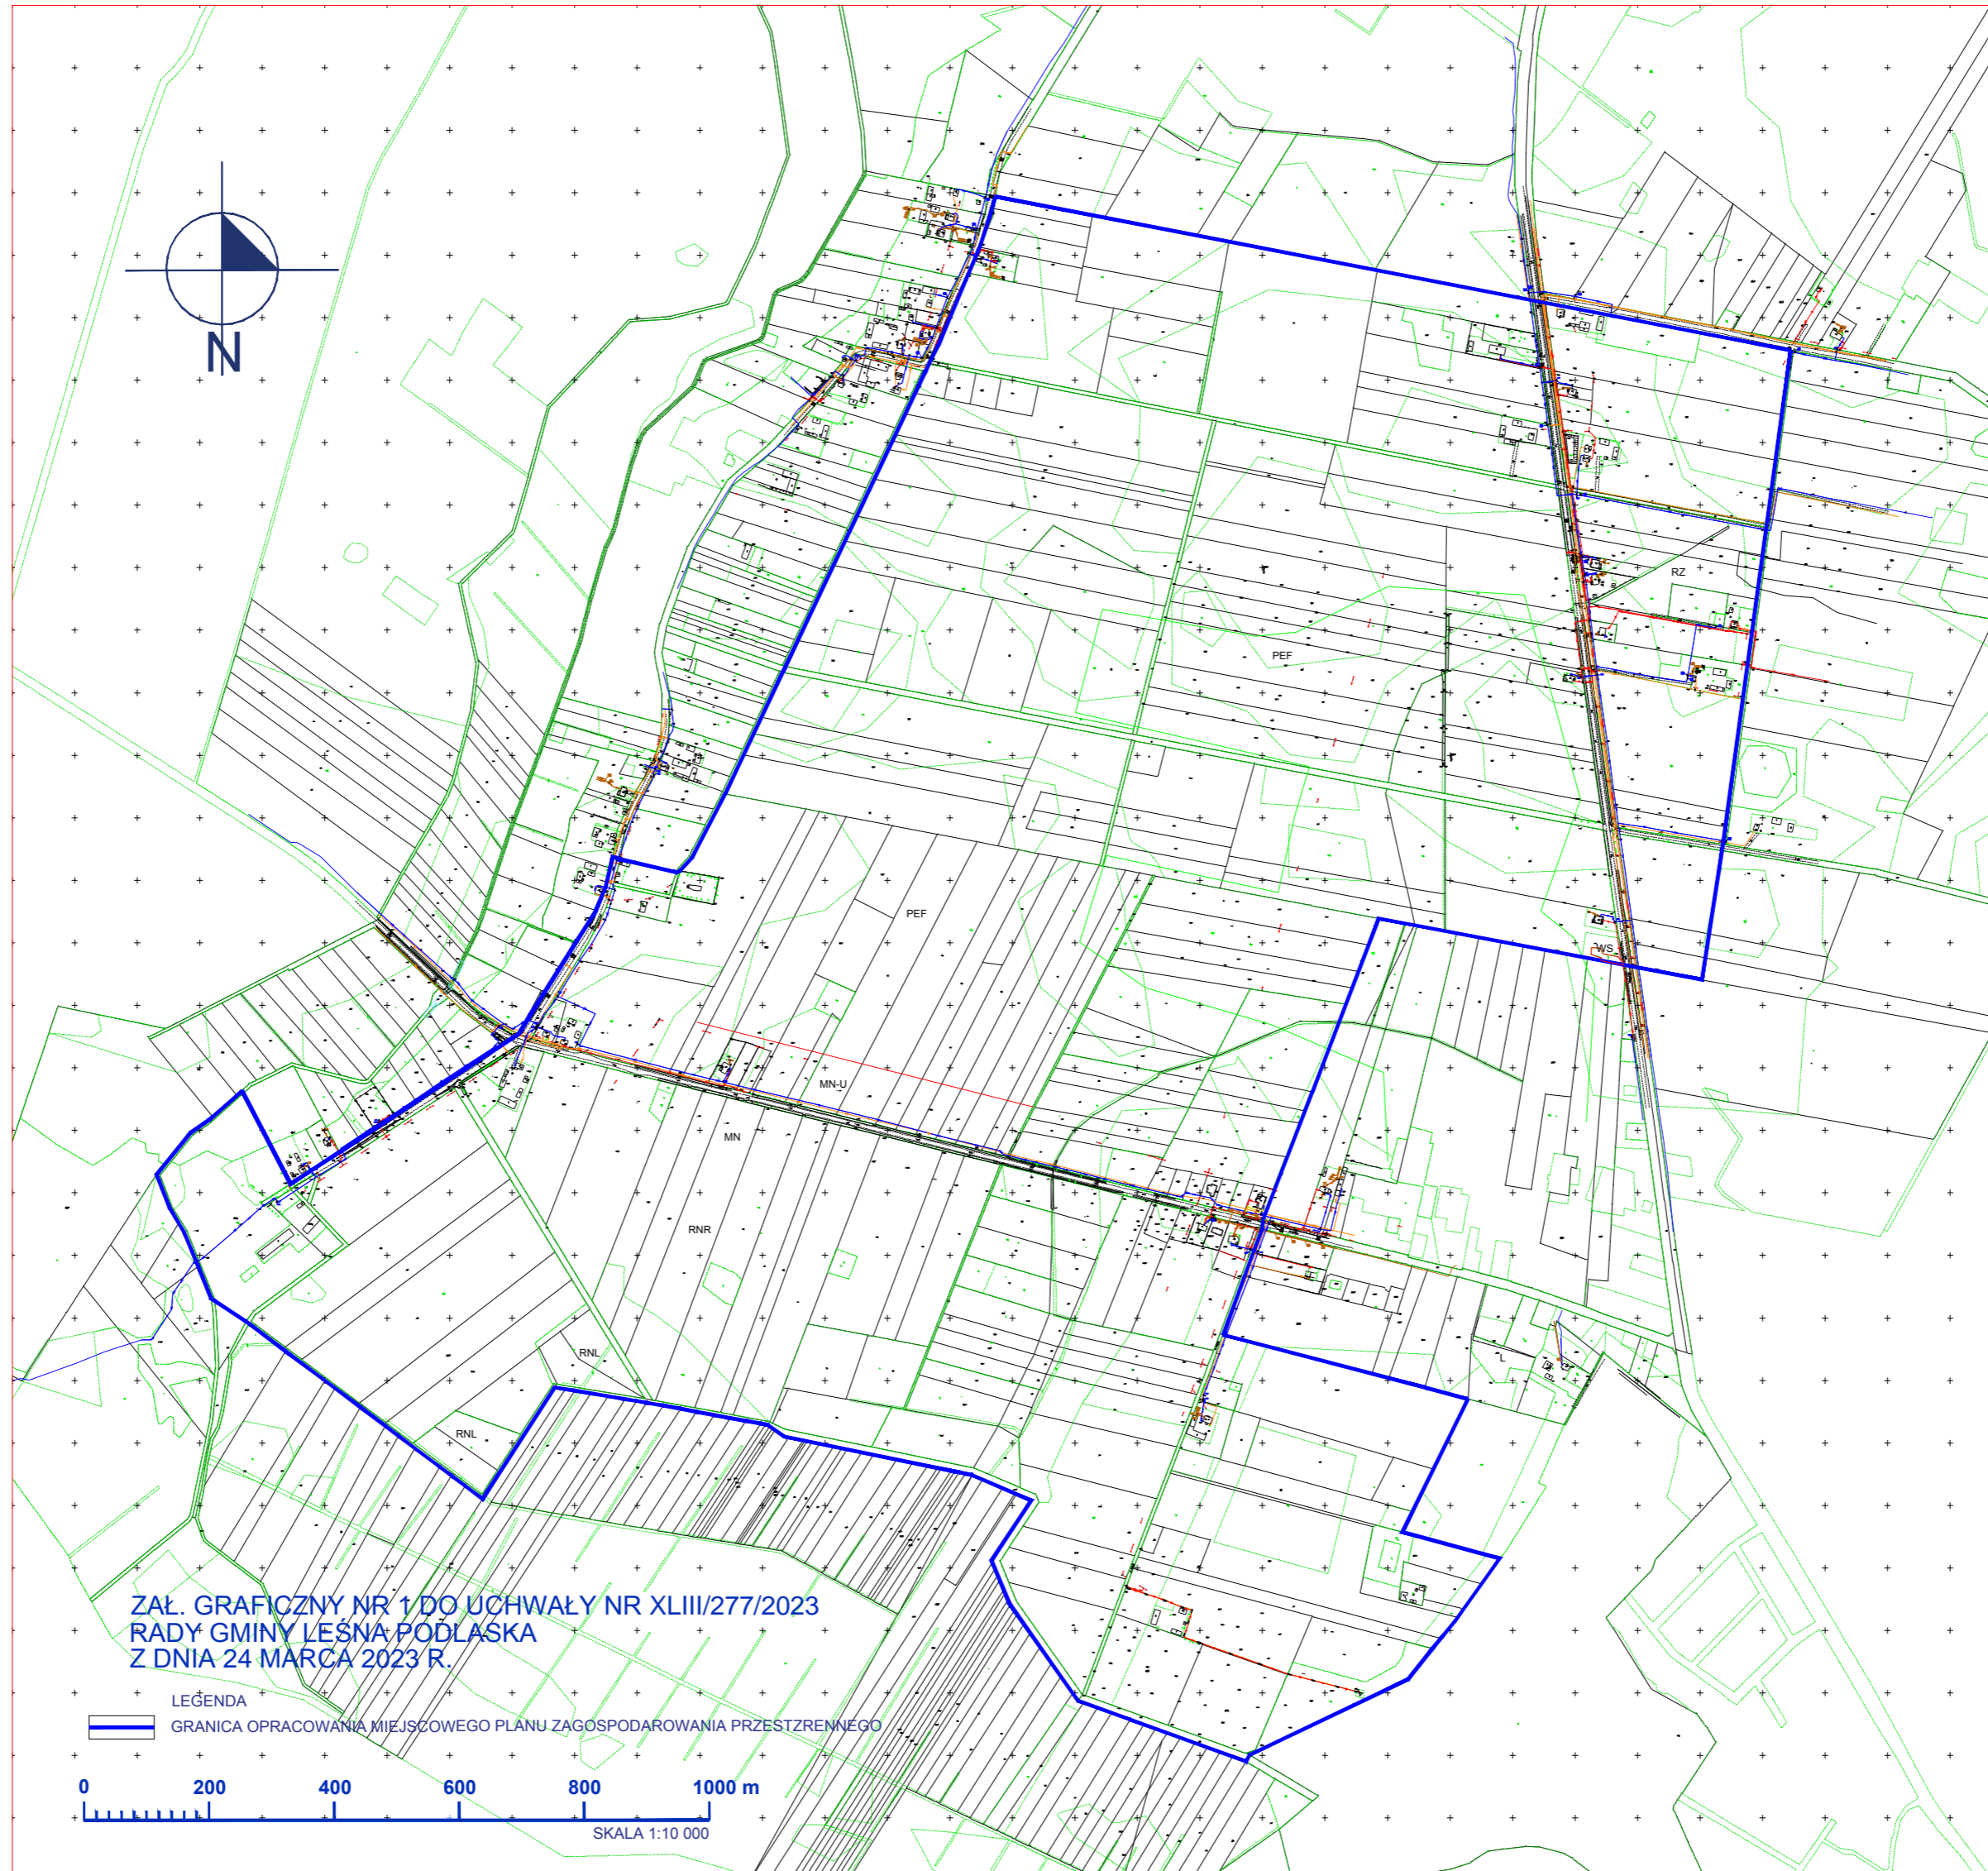 N
RZ
PEF
PEF
WS
MN-U
MN
RNR
RNL
L
RNL
ZAŁ. GRAFICZNY NR 1 DO UCHWAŁY NR XLIII/277/2023
RADY GMINY LEŚNA PODLASKA
Z DNIA 24 MARCA 2023 R.
LEGENDA
GRANICA OPRACOWANIA MIEJSCOWEGO PLANU ZAGOSPODAROWANIA PRZESTZRENNEGO
0 200 400 600 800 1000 m
SKALA 1:10 000